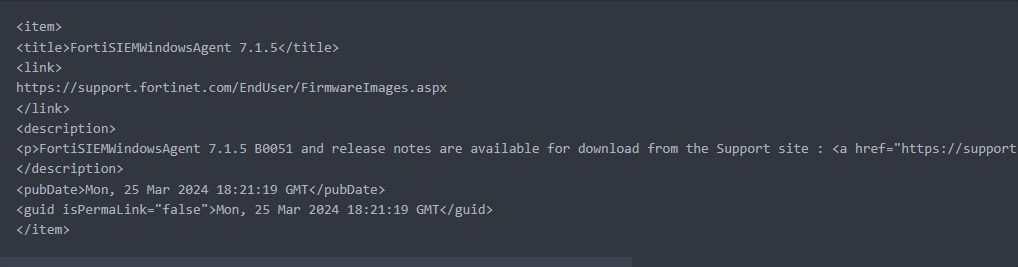 <item>
<title>FortiSIEMWindowsAgent 7.1.5</title>
<link>
https://support.fortinet.com/EndUser/FirmwareImages.aspx
</link>
<description>
<p>FortiSIEMWindowsAgent 7.1.5 B0051 and release notes are available for download from the Support site : <a href="https://support
</description>
<pubDate>Mon, 25 Mar 2024 18:21:19 GMT</pubDate>
<guid isPermaLink="false">Mon, 25 Mar 2024 18:21:19 GMT</guid>
</item>